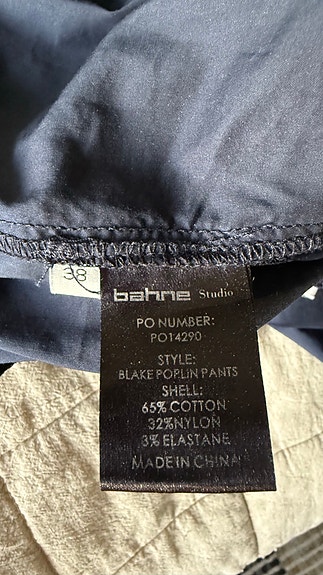 38
bahne Studio
PO NUMBER:
PO14290
STYLE:
BLAKE POPLIN PANTS
SHELL:
65% COTTON
32%NYLON
3% ELASTANE
MADE IN CHINA